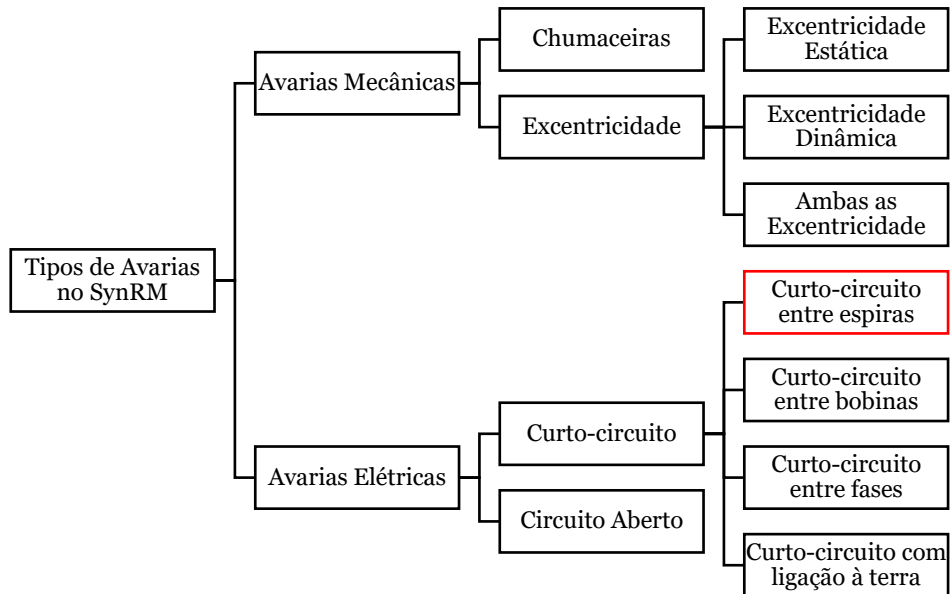 Tipos de Avarias
no SynRM
Avarias Mecânicas
Chumaceiras
Excentricidade
Excentricidade
Estática
Excentricidade
Dinâmica
Ambas as
Excentricidade
Avarias Elétricas
Curto-circuito
Curto-circuito
entre espiras
Curto-circuito
entre bobinas
Curto-circuito
entre fases
Curto-circuito com
ligação à terra
Circuito Aberto